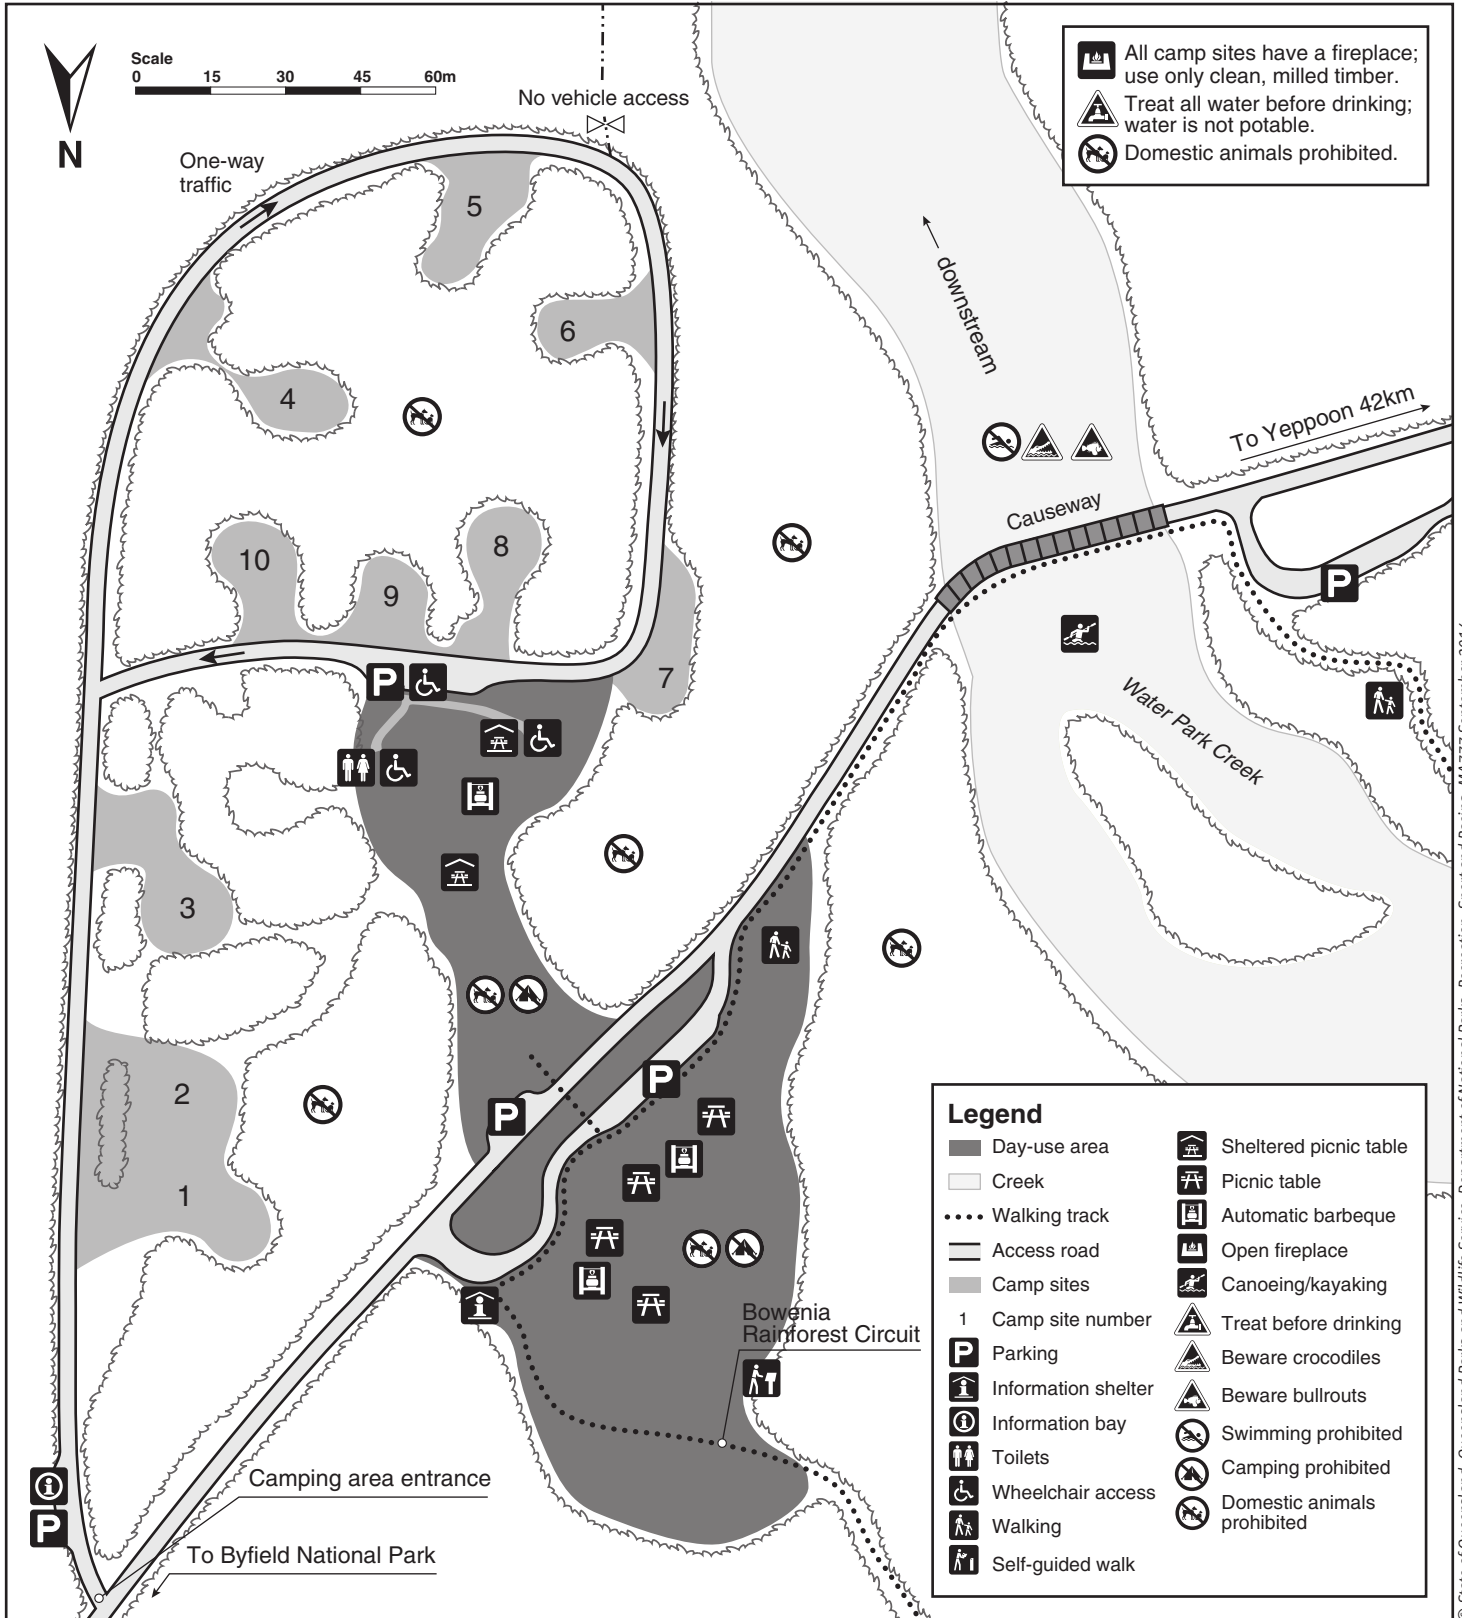 Scale
0 15 30 45 60m
N
One-way
traffic
No vehicle access
All camp sites have a fireplace;
use only clean, milled timber.
Treat all water before drinking;
water is not potable.
Domestic animals prohibited.
5
6
4
downstream
To Yeppoon 42km
Causeway
10
9
8
7
P
P
Water Park Creek
3
2
1
P
P
Bowenia
Rainforest Circuit
Camping area entrance
P
To Byfield National Park
Legend
Day-use area
Creek
Walking track
Access road
Camp sites
1 Camp site number
P Parking
Information shelter
Information bay
Toilets
Wheelchair access
Walking
Self-guided walk
Sheltered picnic table
Picnic table
Automatic barbeque
Open fireplace
Canoeing/kayaking
Treat before drinking
Beware crocodiles
Beware bullrouts
Swimming prohibited
Camping prohibited
Domestic animals
prohibited